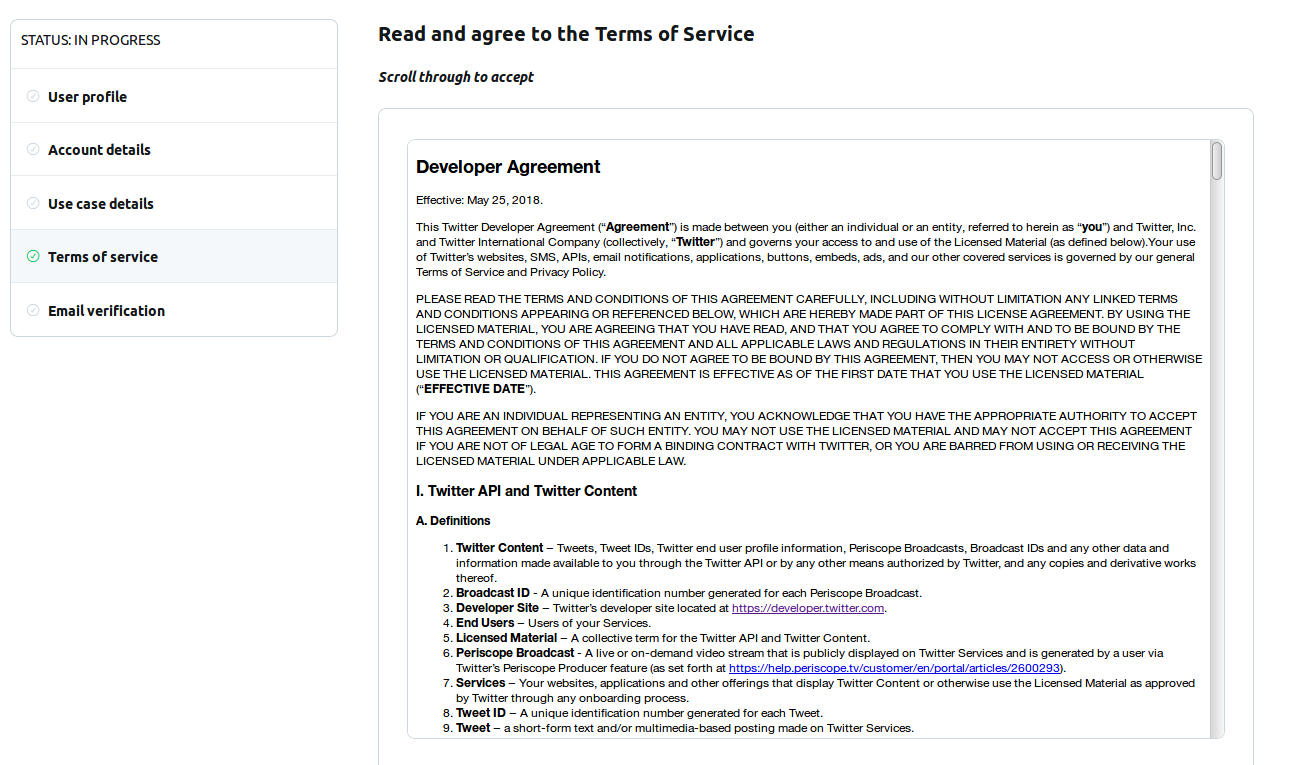 STATUS: IN PROGRESS
User profile
Account details
Use case details
Terms of service
Email verification
Read and agree to the Terms of Service
Scroll through to accept
Developer Agreement
Effective: May 25, 2018.
This Twitter Developer Agreement (“Agreement”) is made between you (either an individual or an entity, referred to herein as “you”) and Twitter, Inc.
and Twitter International Company (collectively, “Twitter”) and governs your access to and use of the Licensed Material (as defined below).Your use
of Twitter’s websites, SMS, APIs, email notifications, applications, buttons, embeds, ads, and our other covered services is governed by our general
Terms of Service and Privacy Policy.
PLEASE READ THE TERMS AND CONDITIONS OF THIS AGREEMENT CAREFULLY, INCLUDING WITHOUT LIMITATION ANY LINKED TERMS
AND CONDITIONS APPEARING OR REFERENCED BELOW, WHICH ARE HEREBY MADE PART OF THIS LICENSE AGREEMENT. BY USING THE
LICENSED MATERIAL, YOU ARE AGREEING THAT YOU HAVE READ, AND THAT YOU AGREE TO COMPLY WITH AND TO BE BOUND BY THE
TERMS AND CONDITIONS OF THIS AGREEMENT AND ALL APPLICABLE LAWS AND REGULATIONS IN THEIR ENTIRETY WITHOUT
LIMITATION OR QUALIFICATION. IF YOU DO NOT AGREE TO BE BOUND BY THIS AGREEMENT, THEN YOU MAY NOT ACCESS OR OTHERWISE
USE THE LICENSED MATERIAL. THIS AGREEMENT IS EFFECTIVE AS OF THE FIRST DATE THAT YOU USE THE LICENSED MATERIAL
(“EFFECTIVE DATE”).
IF YOU ARE AN INDIVIDUAL REPRESENTING AN ENTITY, YOU ACKNOWLEDGE THAT YOU HAVE THE APPROPRIATE AUTHORITY TO ACCEPT
THIS AGREEMENT ON BEHALF OF SUCH ENTITY. YOU MAY NOT USE THE LICENSED MATERIAL AND MAY NOT ACCEPT THIS AGREEMENT
IF YOU ARE NOT OF LEGAL AGE TO FORM A BINDING CONTRACT WITH TWITTER, OR YOU ARE BARRED FROM USING OR RECEIVING THE
LICENSED MATERIAL UNDER APPLICABLE LAW.
I. Twitter API and Twitter Content
A. Definitions
1. Twitter Content – Tweets, Tweet IDs, Twitter end user profile information, Periscope Broadcasts, Broadcast IDs and any other data and
information made available to you through the Twitter API or by any other means authorized by Twitter, and any copies and derivative works
thereof.
2. Broadcast ID - A unique identification number generated for each Periscope Broadcast.
3. Developer Site – Twitter’s developer site located at https://developer.twitter.com.
4. End Users – Users of your Services.
5. Licensed Material – A collective term for the Twitter API and Twitter Content.
6. Periscope Broadcast - A live or on-demand video stream that is publicly displayed on Twitter Services and is generated by a user via
Twitter’s Periscope Producer feature (as set forth at https://help.periscope.tv/customer/en/portal/articles/2600293).
7. Services – Your websites, applications and other offerings that display Twitter Content or otherwise use the Licensed Material as approved
by Twitter through any onboarding process.
8. Tweet ID – A unique identification number generated for each Tweet.
9. Tweet – a short-form text and/or multimedia-based posting made on Twitter Services.